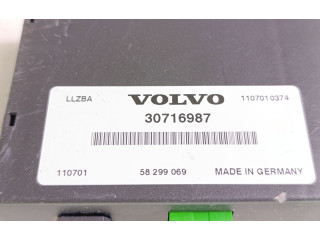 LLZBA VOLVO 1107010374
30716987
110701 58 299 069 MADE IN GERMANY